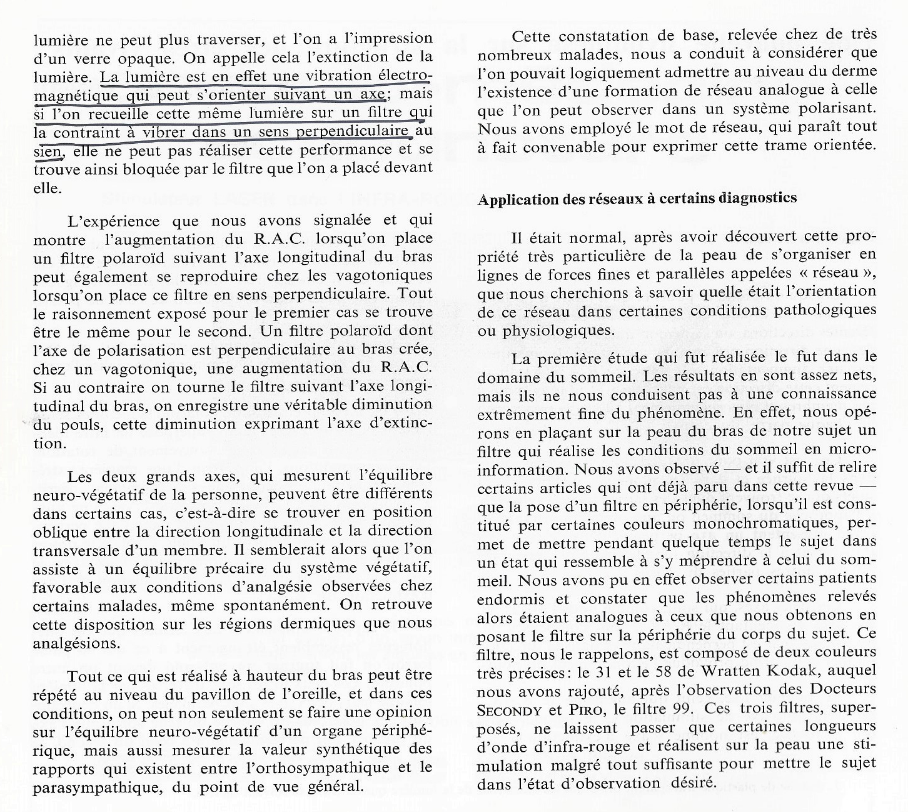 lumière ne peut plus traverser, et l'on a l'impression
d'un verre opaque. On appelle cela l'extinction de la
lumière. La lumière est en effet une vibration électro-
magnétique qui peut s'orienter suivant un axe; mais
si l'on recueille cette même lumière sur un filtre qui
la contraint à vibrer dans un sens perpendiculaire au
sien, elle ne peut pas réaliser cette performance et se
trouve ainsi bloquée par le filtre que l'on a placé devant
elle.
L'expérience que nous avons signalée et qui
montre l'augmentation du R.A.C. lorsqu'on place
un filtre polaroïd suivant l'axe longitudinal du bras
peut également se reproduire chez les vagotoniques
lorsqu'on place ce filtre en sens perpendiculaire. Tout
le raisonnement exposé pour le premier cas se trouve
être le même pour le second. Un filtre polaroïd dont
l'axe de polarisation est perpendiculaire au bras crée,
chez un vagotonique, une augmentation du R.A.C.
Si au contraire on tourne le filtre suivant l'axe longi-
tudinal du bras, on enregistre une véritable diminution
du pouls, cette diminution exprimant l'axe d'extinc-
tion.
Les deux grands axes, qui mesurent l'équilibre
neuro-végétatif de la personne, peuvent être différents
dans certains cas, c'est-à-dire se trouver en position
oblique entre la direction longitudinale et la direction
transversale d'un membre. Il semblerait alors que l'on
assiste à un équilibre précaire du système végétatif,
favorable aux conditions d'analgésie observées chez
certains malades, même spontanément. On retrouve
cette disposition sur les régions dermiques que nous
analgésions.
Tout ce qui est réalisé à hauteur du bras peut être
répété au niveau du pavillon de l'oreille, et dans ces
conditions, on peut non seulement se faire une opinion
sur l'équilibre neuro-végétatif d'un organe périphé-
rique, mais aussi mesurer la valeur synthétique des
rapports qui existent entre l'orthosympathique et le
parasympathique, du point de vue général.
Cette constatation de base, relevée chez de très
nombreux malades, nous a conduit à considérer que
l'on pouvait logiquement admettre au niveau du derme
l'existence d'une formation de réseau analogue à celle
que l'on peut observer dans un système polarisant.
Nous avons employé le mot de réseau, qui paraît tout
à fait convenable pour exprimer cette trame orientée.
Application des réseaux à certains diagnostics
Il était normal, après avoir découvert cette pro-
priété très particulière de la peau de s'organiser en
lignes de forces fines et parallèles appelées « réseau »,
que nous cherchions à savoir quelle était l'orientation
de ce réseau dans certaines conditions pathologiques
ou physiologiques.
La première étude qui fut réalisée le fut dans le
domaine du sommeil. Les résultats en sont assez nets,
mais ils ne nous conduisent pas à une connaissance
extrêmement fine du phénomène. En effet, nous opé-
rons en plaçant sur la peau du bras de notre sujet un
filtre qui réalise les conditions du sommeil en micro-
information. Nous avons observé — et il suffit de relire
certains articles qui ont déjà paru dans cette revue —
que la pose d'un filtre en périphérie, lorsqu'il est cons-
titué par certaines couleurs monochromatiques, per-
met de mettre pendant quelque temps le sujet dans
un état qui ressemble à s'y méprendre à celui du som-
meil. Nous avons pu en effet observer certains patients
endormis et constater que les phénomènes relevés
alors étaient analogues à ceux que nous obtenons en
posant le filtre sur la périphérie du corps du sujet. Ce
filtre, nous le rappelons, est composé de deux couleurs
très précises: le 31 et le 58 de Wratten Kodak, auquel
nous avons rajouté, après l'observation des Docteurs
SECONDY et PIRO, le filtre 99. Ces trois filtres, super-
posés, ne laissent passer que certaines longueurs
d'onde d'infra-rouge et réalisent sur la peau une sti-
mulation malgré tout suffisante pour mettre le sujet
dans l'état d'observation désiré.